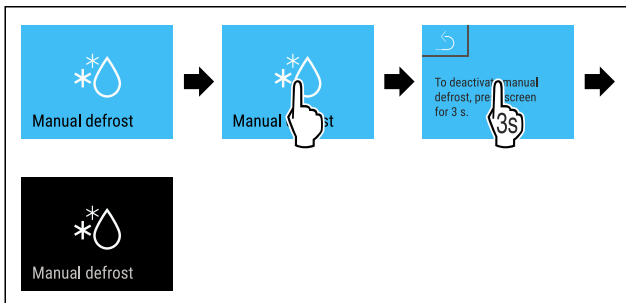 Manual defrost
Manual st
To deactivat manual
defrost, pre screen
for 3 s.
3s
Manual defrost